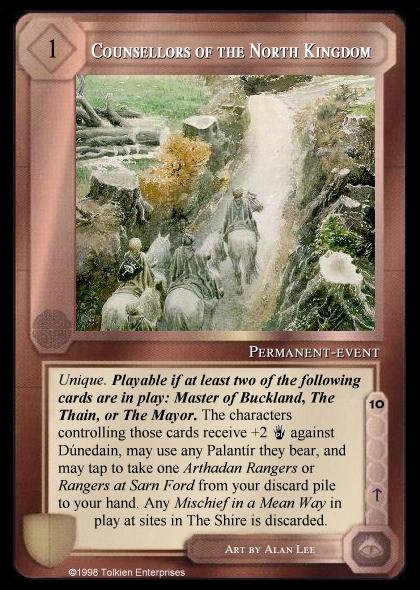 1
COUNSELLORS OF THE NORTH KINGDOM
PERMANENT-EVENT
Unique. Playable if at least two of the following
cards are in play: Master of Buckland, The
Thain, or The Mayor. The characters
controlling those cards receive +2 against
Dúnedain, may use any Palantír they bear, and
may tap to take one Arthadan Rangers or
Rangers at Sarn Ford from your discard pile
to your hand. Any Mischief in a Mean Way in
play at sites in The Shire is discarded.
10
ART BY ALAN LEE
©1998 Tolkien Enterprises